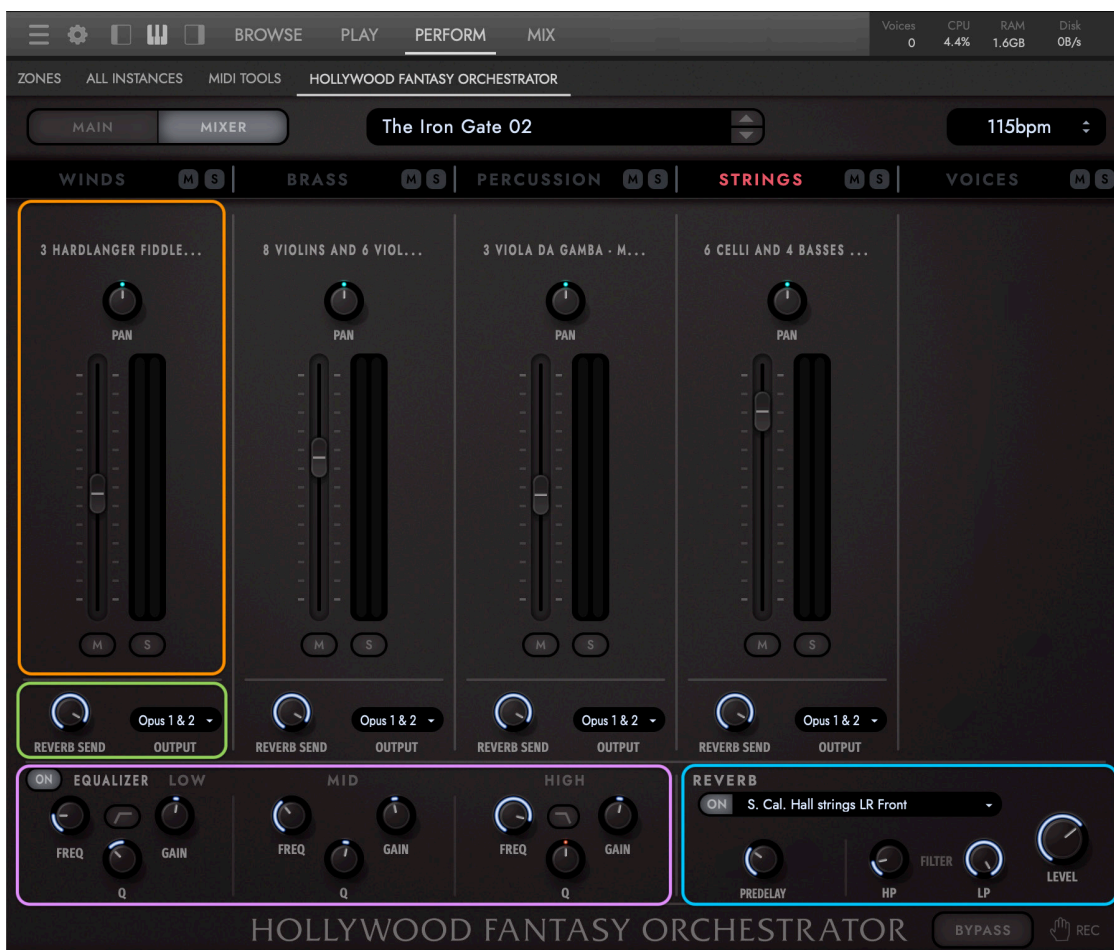 Voices CPU RAM Disk
BROWSE PLAY PERFORM MIX 0 4.4% 1.6GB 0B/s
ZONES ALL INSTANCES MIDI TOOLS HOLLYWOOD FANTASY ORCHESTRATOR
MAIN MIXER The Iron Gate 02 115bpm
WINDS M S BRASS M S PERCUSSION M S STRINGS M S VOICES M S
3 HARDLANGER FIDDLE... 8 VIOLINS AND 6 VIOL... 3 VIOLA DA GAMBA - M... 6 CELLI AND 4 BASSES ...
PAN PAN PAN PAN
M S M S M S M S
Opus 1 & 2 Opus 1 & 2 Opus 1 & 2 Opus 1 & 2
REVERB SEND OUTPUT REVERB SEND OUTPUT REVERB SEND OUTPUT REVERB SEND OUTPUT
ON EQUALIZER LOW MID HIGH REVERB
ON S. Cal. Hall strings LR Front
FREQ GAIN FREQ GAIN FREQ GAIN FILTER LEVEL
Q Q Q PREDELAY HP LP
HOLLYWOOD FANTASY ORCHESTRATOR BYPASS REC